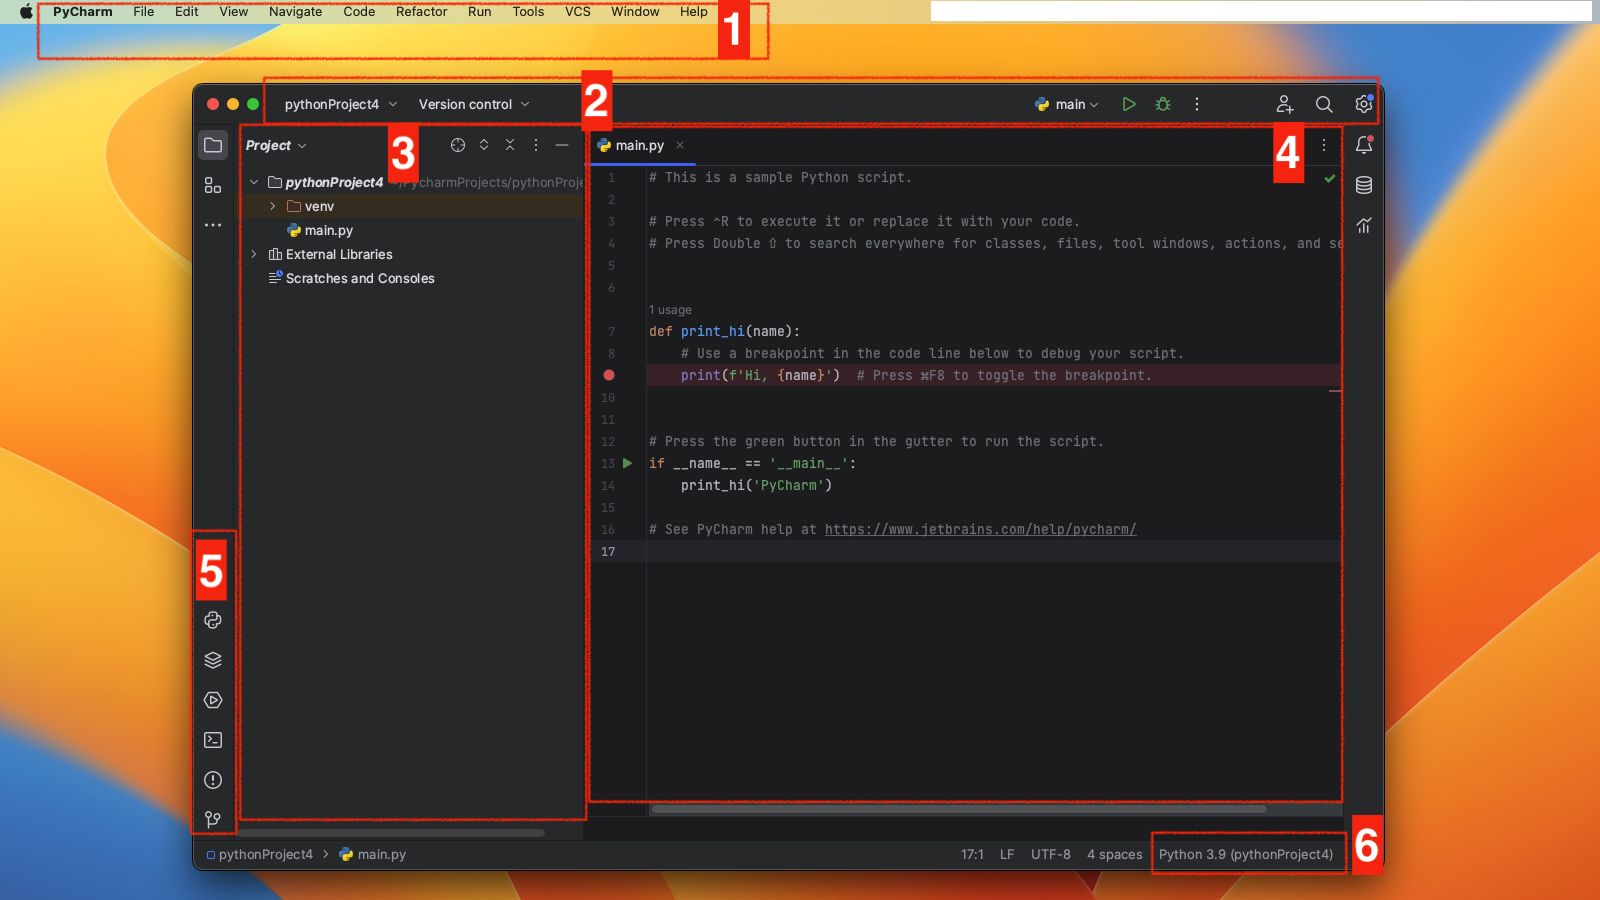 PyCharm File Edit View Navigate Code Refactor Run Tools VCS Window Help
1
2
pythonProject4 Version control main
Project
3
main.py
4
pythonProject4 ~/PycharmProjects/pythonProje
venv
main.py
External Libraries
Scratches and Consoles
1 # This is a sample Python script.
2
3 # Press ⌃R to execute it or replace it with your code.
4 # Press Double ⇧ to search everywhere for classes, files, tool windows, actions, and se
5
6
1 usage
7 def print_hi(name):
8 # Use a breakpoint in the code line below to debug your script.
print(f'Hi, {name}') # Press ⌘F8 to toggle the breakpoint.
10
11
12 # Press the green button in the gutter to run the script.
13 if __name__ == '__main__':
14 print_hi('PyCharm')
15
16 # See PyCharm help at https://www.jetbrains.com/help/pycharm/
17
5
pythonProject4 > main.py
17:1 LF UTF-8 4 spaces Python 3.9 (pythonProject4)
6